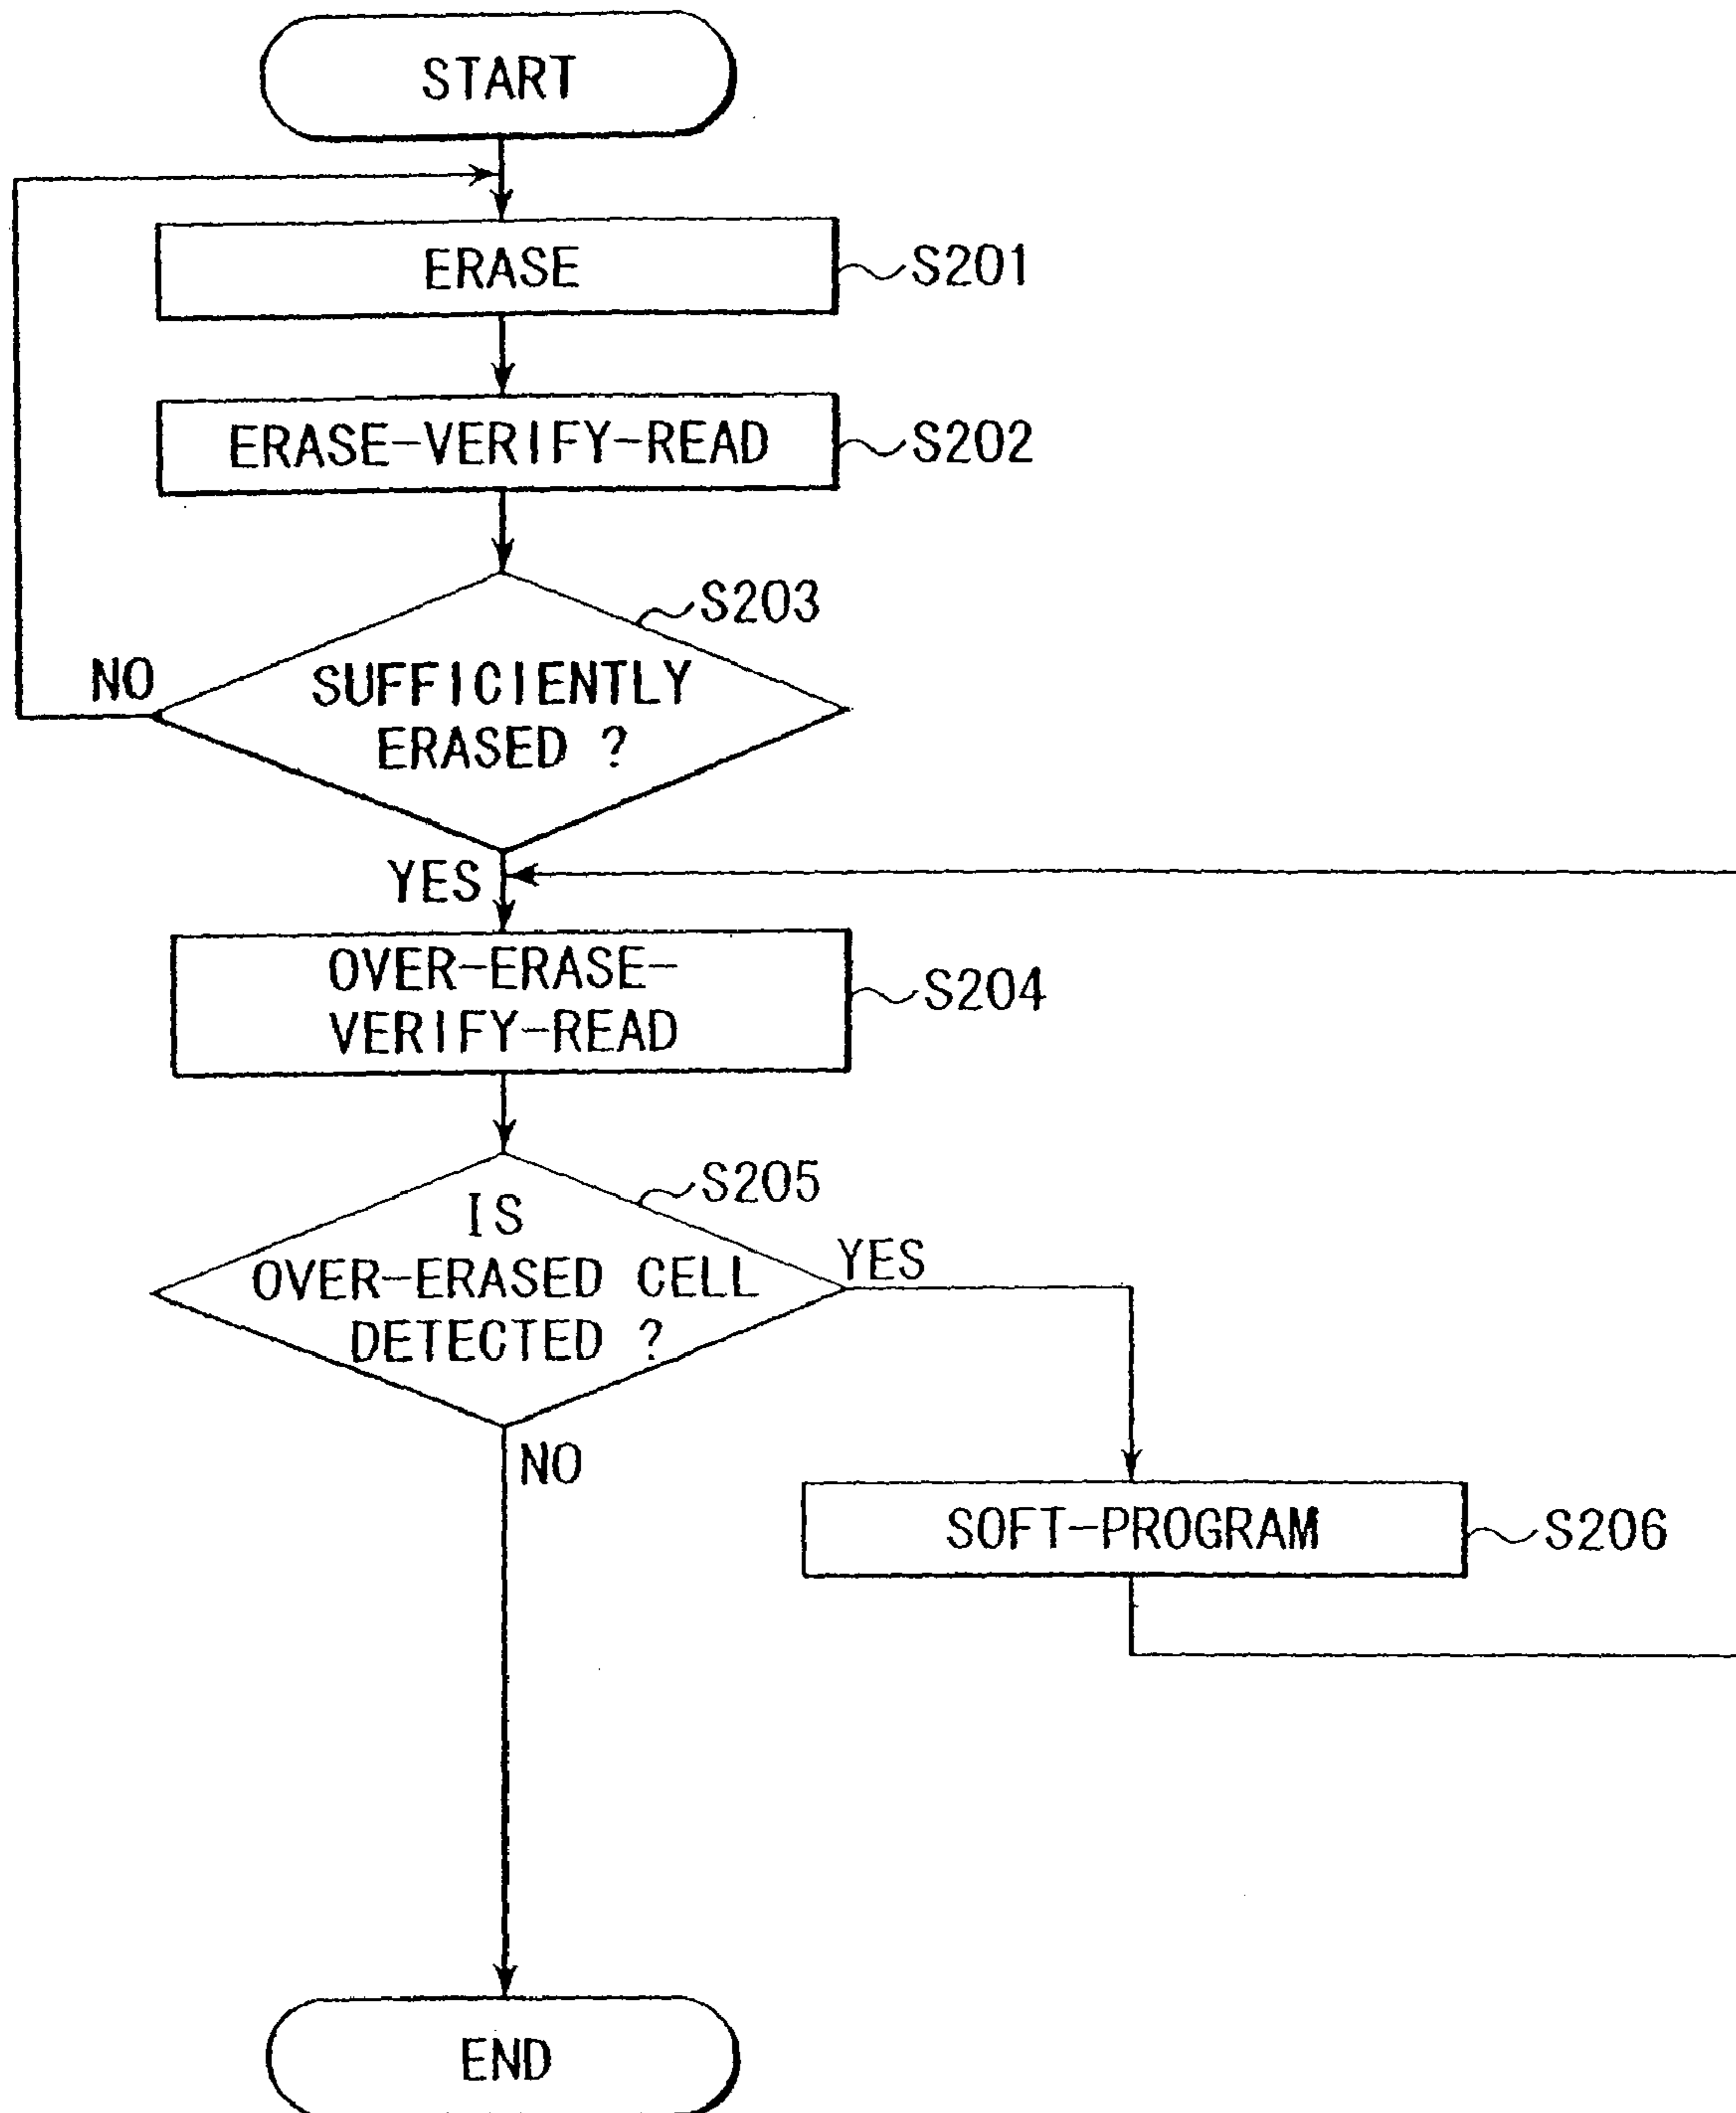 START
ERASE
S201
ERASE-VERIFY-READ
S202
S203
SUFFICIENTLY
ERASED ?
NO
YES
OVER-ERASE-
VERIFY-READ
S204
S205
IS
OVER-ERASED CELL
DETECTED ?
YES
NO
SOFT-PROGRAM
S206
END